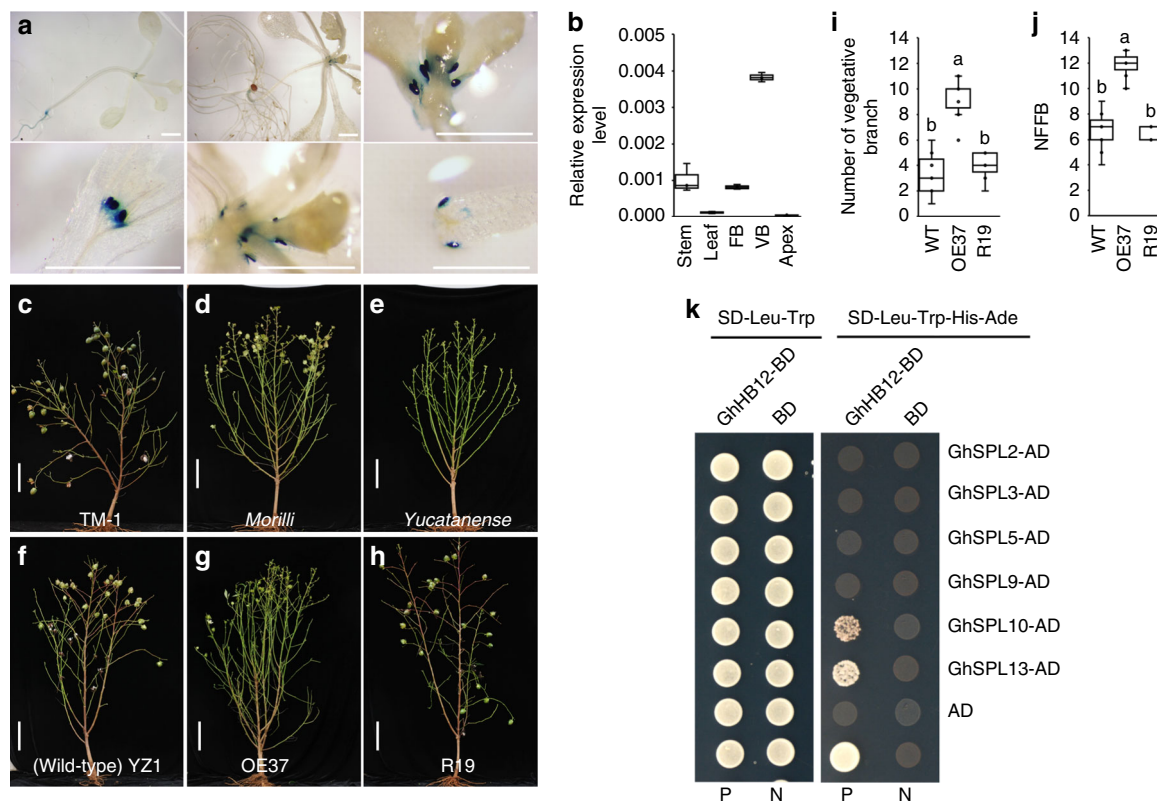 a
b
Relative expression
level
0.005
0.004
0.003
0.002
0.001
0.000
Stem
Leaf
FB
VB
Apex
i
Number of vegetative
branch
14
12
10
8
6
4
2
0
b
a
b
WT
OE37
R19
j
NFFB
14
12
10
8
6
4
2
0
b
a
b
WT
OE37
R19
c
TM-1
d
Morilli
e
Yucatanense
f
(Wild-type) YZ1
g
OE37
h
R19
k
SD-Leu-Trp
SD-Leu-Trp-His-Ade
GhHB12-BD
BD
GhHB12-BD
BD
GhSPL2-AD
GhSPL3-AD
GhSPL5-AD
GhSPL9-AD
GhSPL10-AD
GhSPL13-AD
AD
P N P N